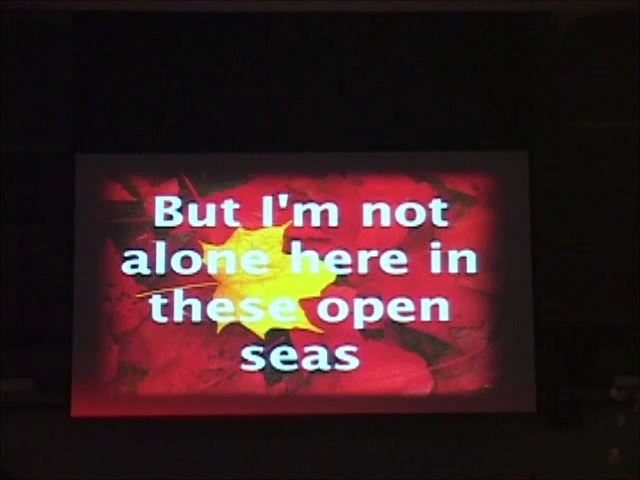 But I'm not
alone here in
these open
seas